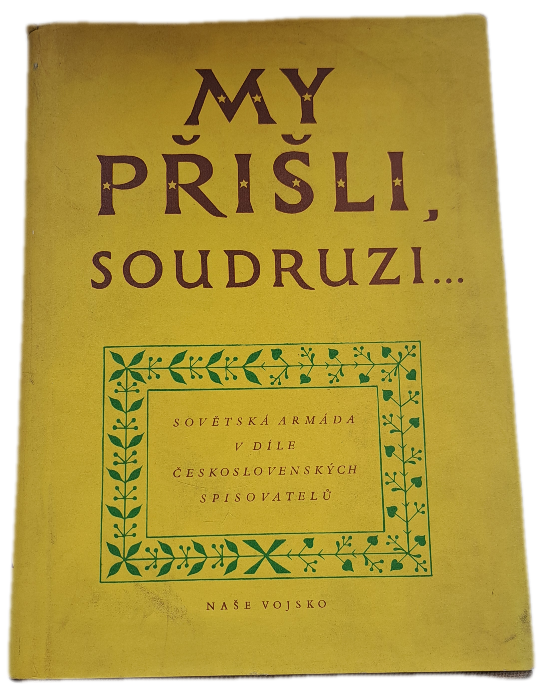 MY
PŘIŠLI,
SOUDRUZI...
SOVĚTSKÁ ARMÁDA
V DÍLE
ČESKOSLOVENSKÝCH
SPISOVATELŮ
NAŠE VOJSKO